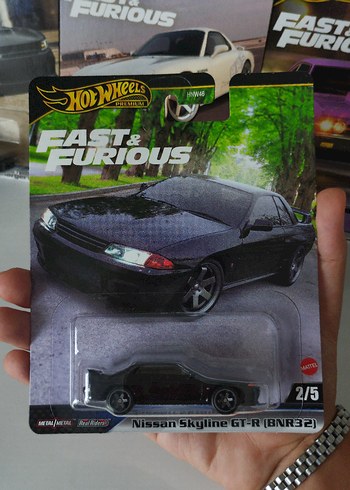 FURIOUS
FAST
FURIO
HOT WHEELS
PREMIUM
HYW48
FAST &
FURIOUS
MATTEL
2/5
METAL/METAL Real Riders
Nissan Skyline GT-R (BNR32)